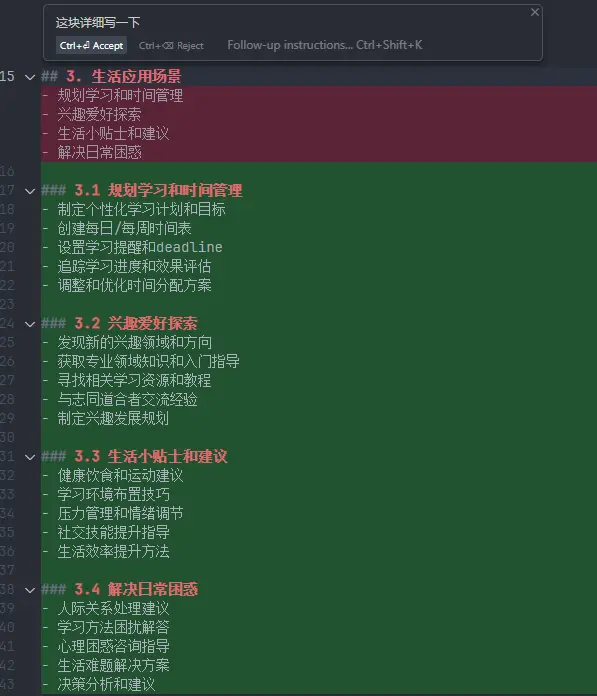 这块详细写一下
Ctrl+⏎ Accept Ctrl+⌫ Reject Follow-up instructions... Ctrl+Shift+K
15 ## 3. 生活应用场景
- 规划学习和时间管理
- 兴趣爱好探索
- 生活小贴士和建议
- 解决日常困惑
16
17 ### 3.1 规划学习和时间管理
18 - 制定个性化学习计划和目标
19 - 创建每日/每周时间表
20 - 设置学习提醒和deadline
21 - 追踪学习进度和效果评估
22 - 调整和优化时间分配方案
23
24 ### 3.2 兴趣爱好探索
25 - 发现新的兴趣领域和方向
26 - 获取专业领域知识和入门指导
27 - 寻找相关学习资源和教程
28 - 与志同道合者交流经验
29 - 制定兴趣发展规划
30
31 ### 3.3 生活小贴士和建议
32 - 健康饮食和运动建议
33 - 学习环境布置技巧
34 - 压力管理和情绪调节
35 - 社交技能提升指导
36 - 生活效率提升方法
37
38 ### 3.4 解决日常困惑
39 - 人际关系处理建议
40 - 学习方法困扰解答
41 - 心理困惑咨询指导
42 - 生活难题解决方案
43 - 决策分析和建议